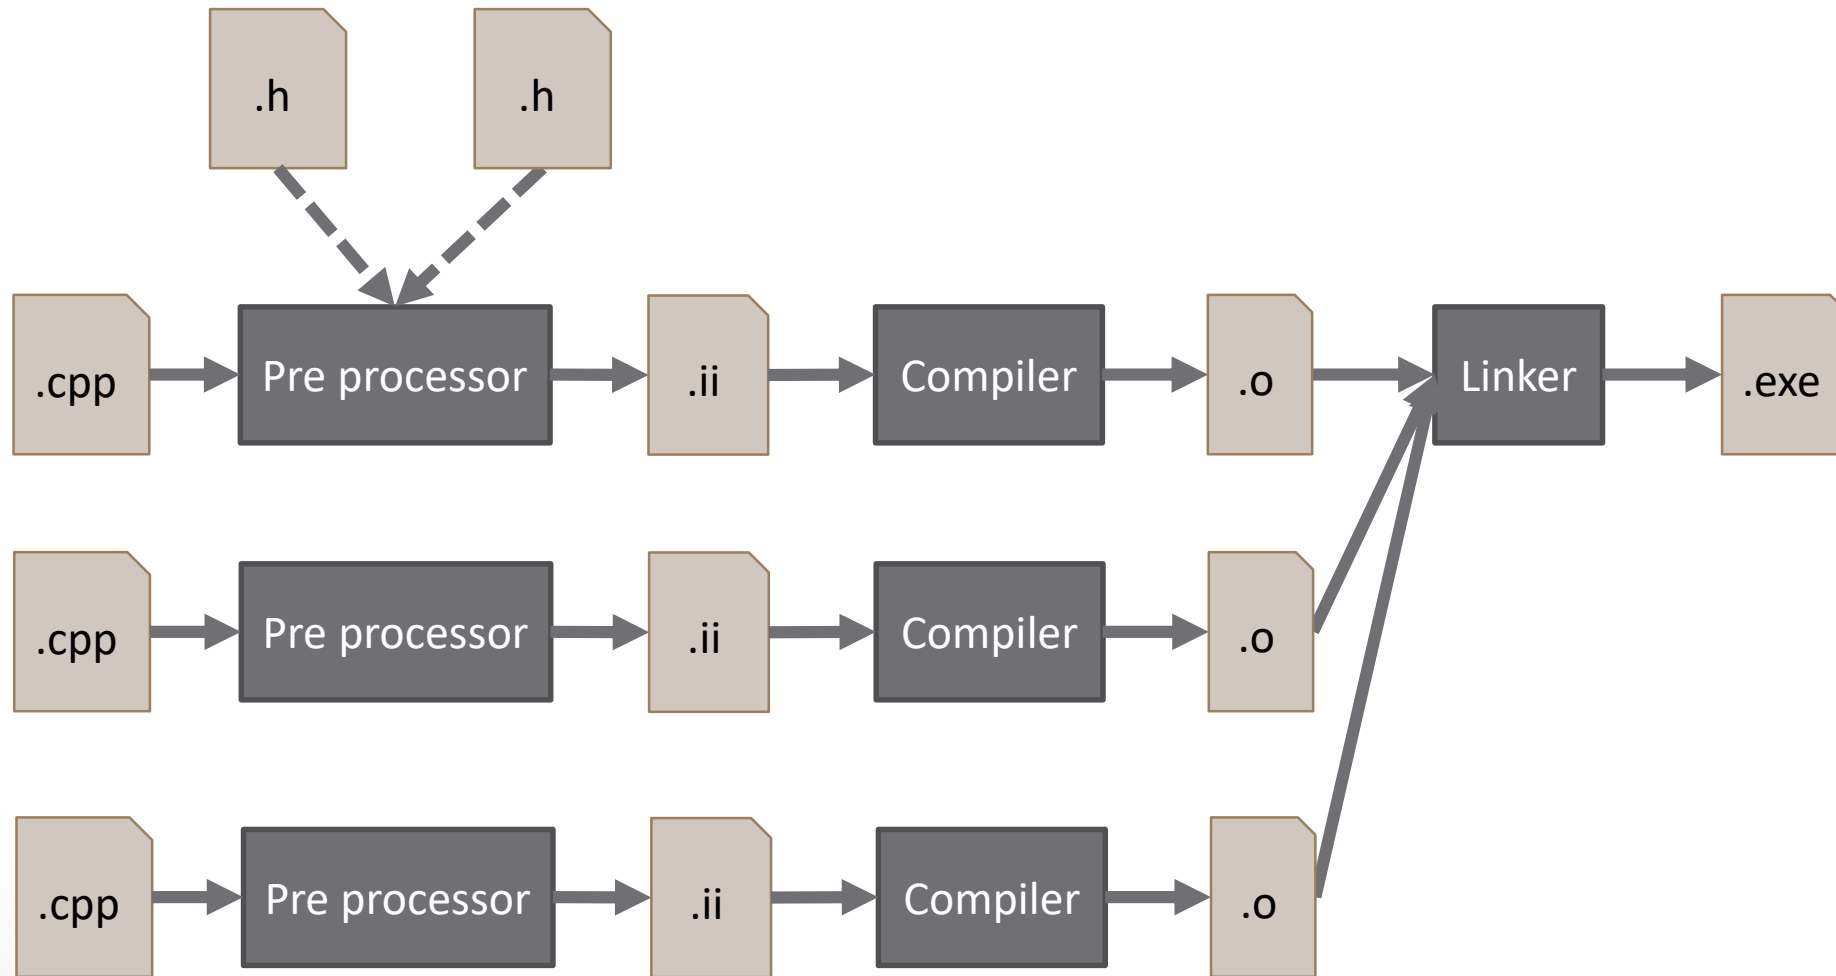 .h
.h
.cpp
Pre processor
.ii
Compiler
.o
Linker
.exe
.cpp
Pre processor
.ii
Compiler
.o
.cpp
Pre processor
.ii
Compiler
.o